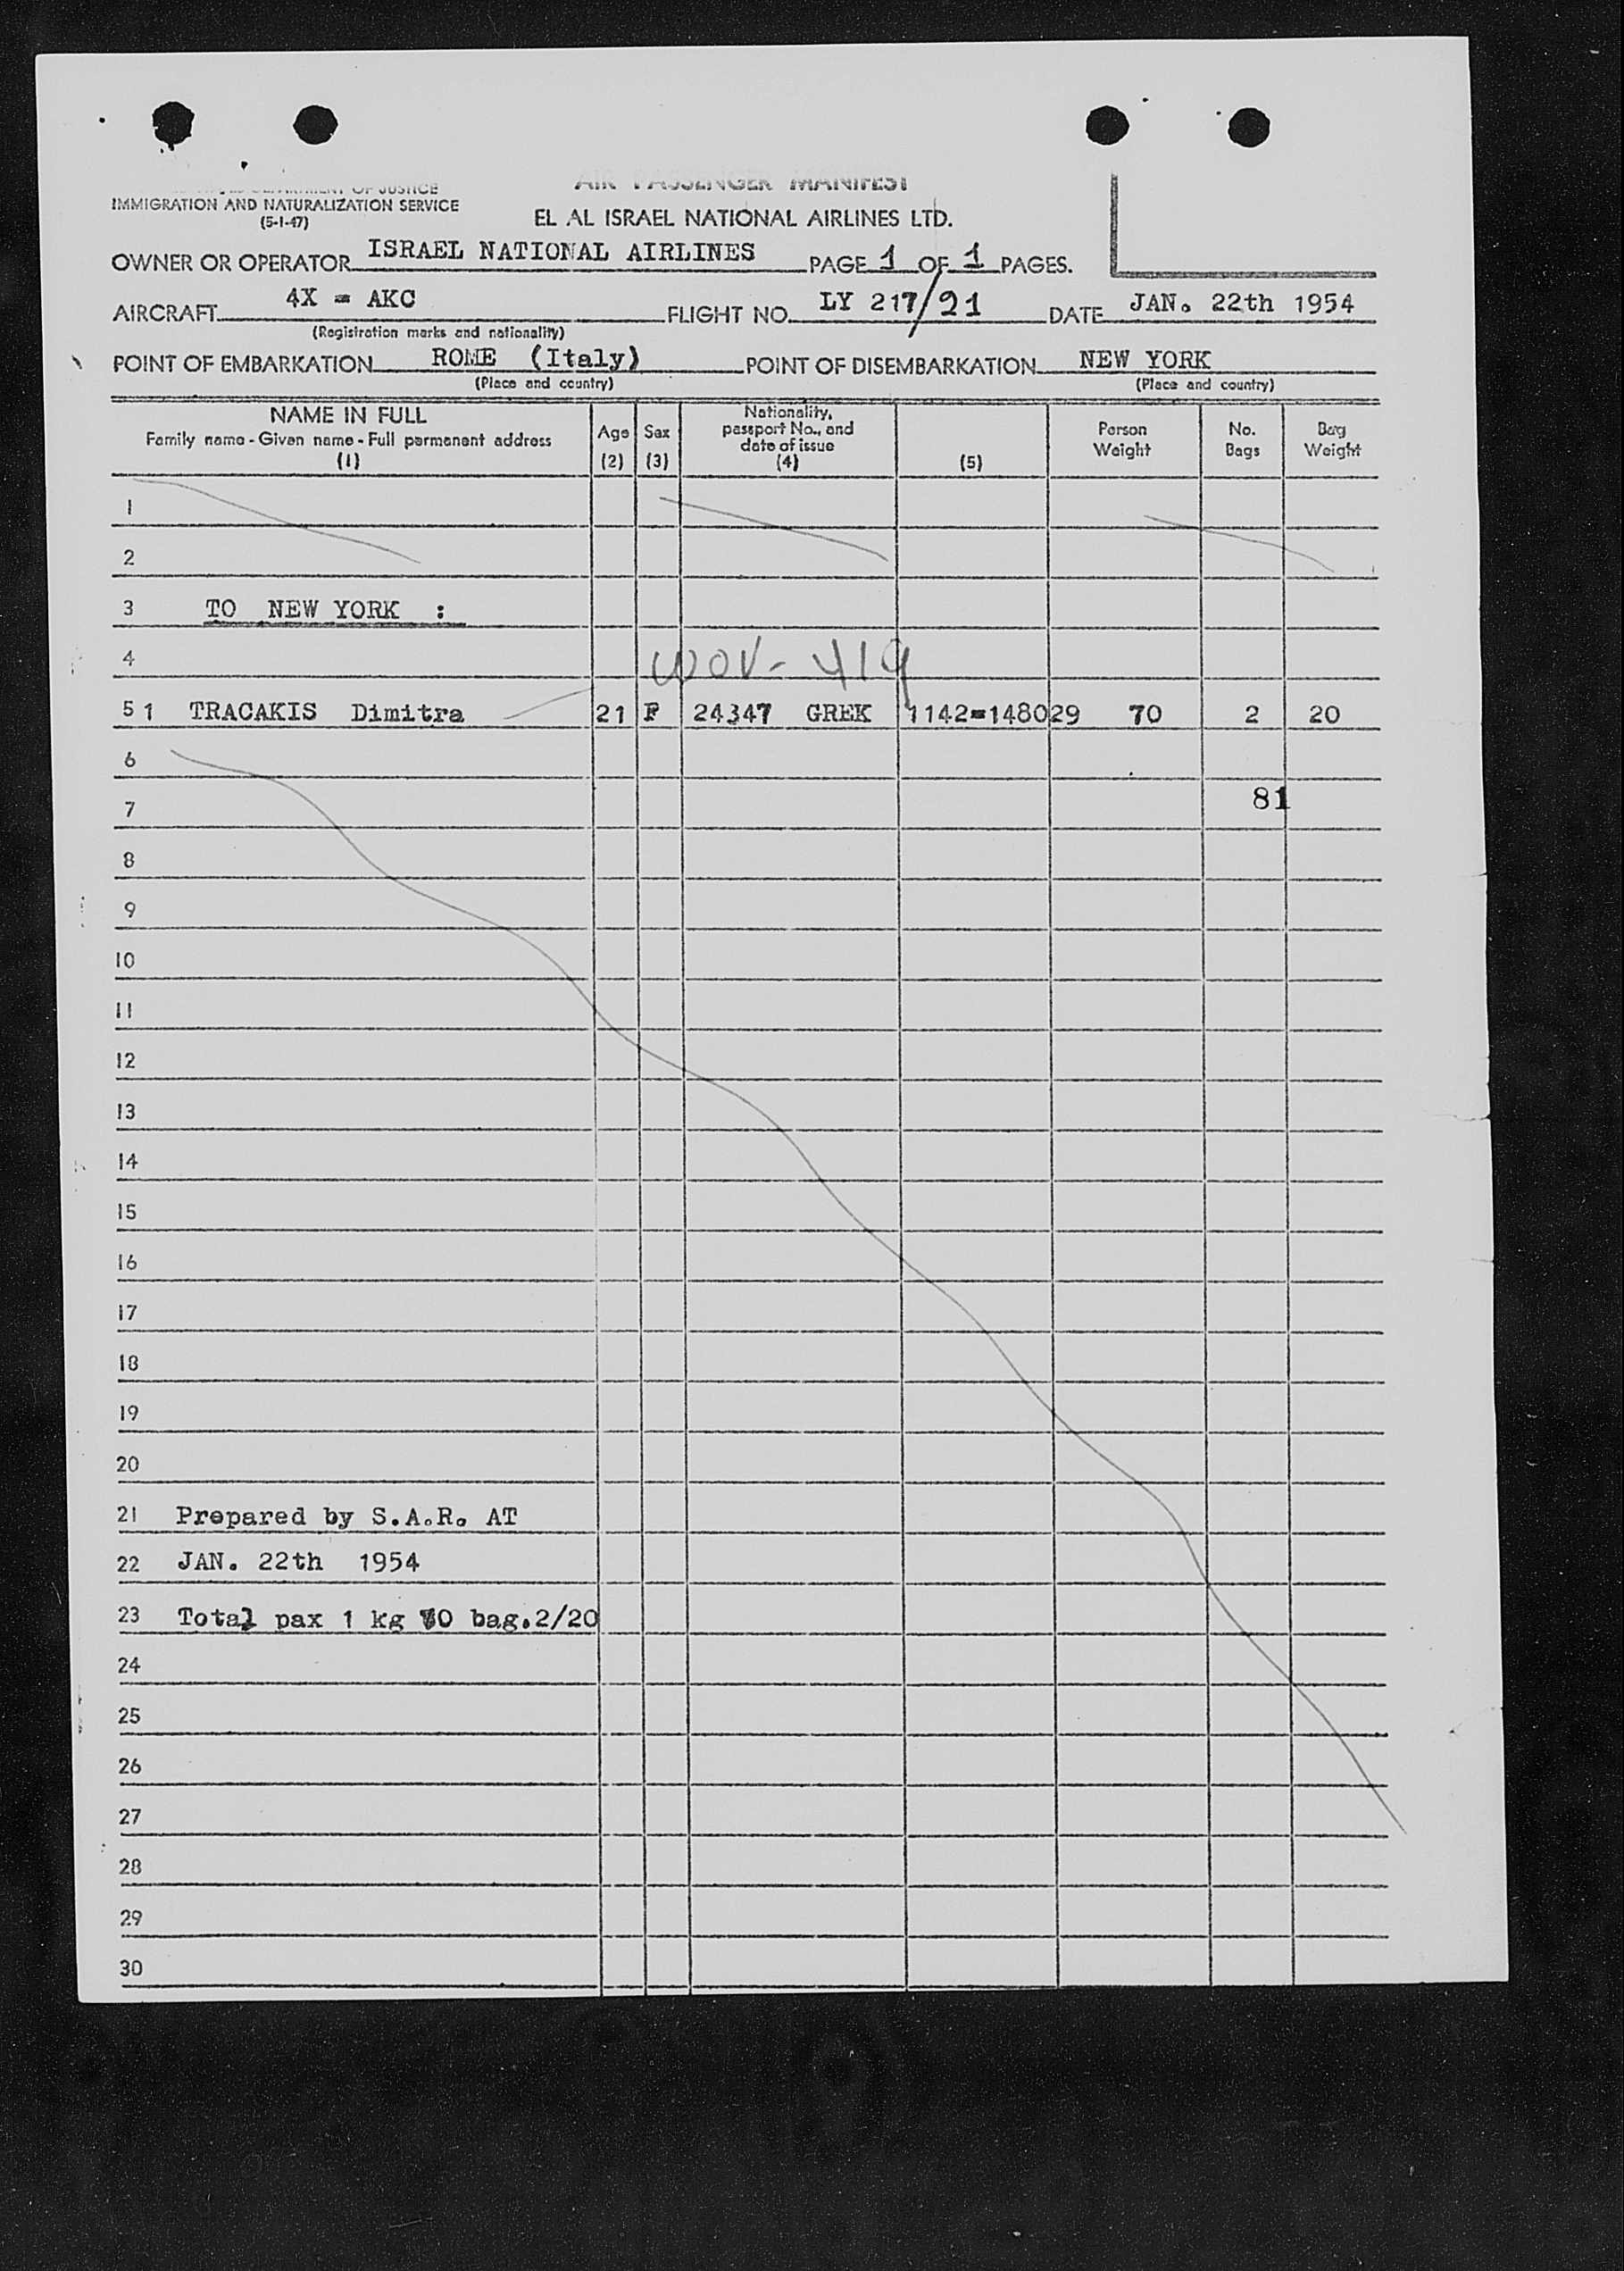 DEPARTMENT OF JUSTICE
IMMIGRATION AND NATURALIZATION SERVICE
(5-1-47)
AIR PASSENGER MANIFEST
EL AL ISRAEL NATIONAL AIRLINES LTD.
OWNER OR OPERATOR ISRAEL NATIONAL AIRLINES PAGE 1 OF 1 PAGES.
AIRCRAFT 4X = AKC FLIGHT NO. LY 217/21 DATE JAN. 22th 1954
(Registration marks and nationality)
POINT OF EMBARKATION ROME (Italy) POINT OF DISEMBARKATION NEW YORK
(Place and country) (Place and country)
NAME IN FULL
Family name - Given name - Full permanent address
(1)
Age
(2)
Sex
(3)
Nationality,
passport No., and
date of issue
(4)
(5)
Person
Weight
No.
Bags
Bag
Weight
1
2
3 TO NEW YORK :
4 WOV- 419
5 1 TRACAKIS Dimitra 21 F 24347 GREK 1142=148029 70 2 20
6
7 81
8
9
10
11
12
13
14
15
16
17
18
19
20
21 Prepared by S.A.R. AT
22 JAN. 22th 1954
23 Total pax 1 kg 70 bag.2/20
24
25
26
27
28
29
30